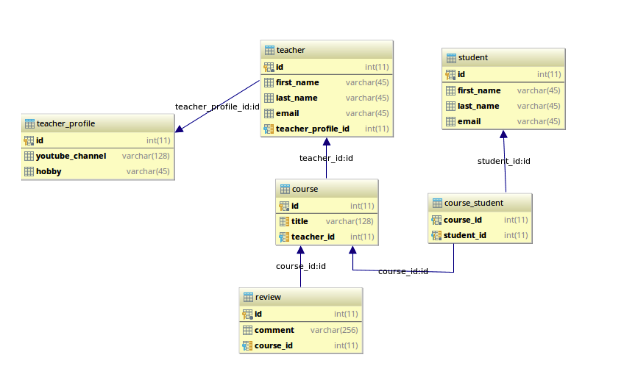 teacher
id int(11)
first_name varchar(45)
last_name varchar(45)
email varchar(45)
teacher_profile_id int(11)
student
id int(11)
first_name varchar(45)
last_name varchar(45)
email varchar(45)
teacher_profile_id:id
teacher_profile
id int(11)
youtube_channel varchar(128)
hobby varchar(45)
teacher_id:id
student_id:id
course
id int(11)
title varchar(128)
teacher_id int(11)
course_student
course_id int(11)
student_id int(11)
course_id:id
course_id:id
review
id int(11)
comment varchar(256)
course_id int(11)